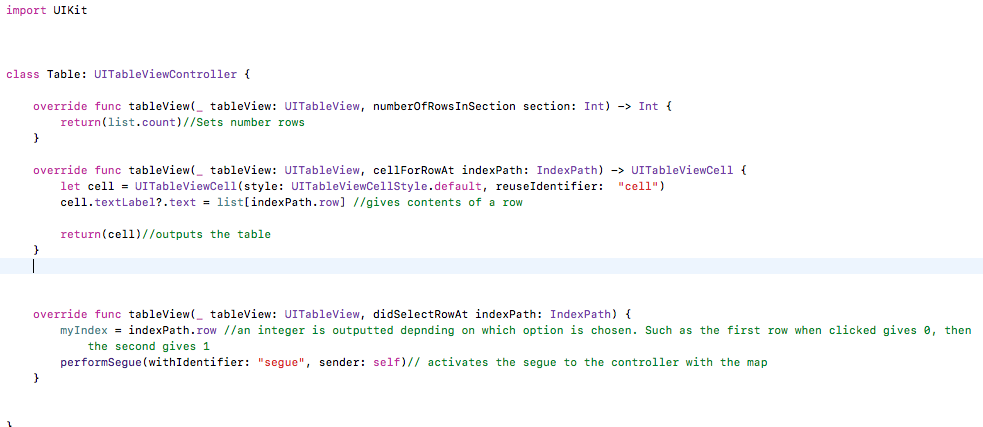 import UIKit
class Table: UITableViewController {
override func tableView(_ tableView: UITableView, numberOfRowsInSection section: Int) -> Int {
return(list.count)//Sets number rows
}
override func tableView(_ tableView: UITableView, cellForRowAt indexPath: IndexPath) -> UITableViewCell {
let cell = UITableViewCell(style: UITableViewCellStyle.default, reuseIdentifier:  "cell")
cell.textLabel?.text = list[indexPath.row] //gives contents of a row
return(cell)//outputs the table
}
override func tableView(_ tableView: UITableView, didSelectRowAt indexPath: IndexPath) {
myIndex = indexPath.row //an integer is outputted depnding on which option is chosen. Such as the first row when clicked gives 0, then
the second gives 1
performSegue(withIdentifier: "segue", sender: self)// activates the segue to the controller with the map
}
}